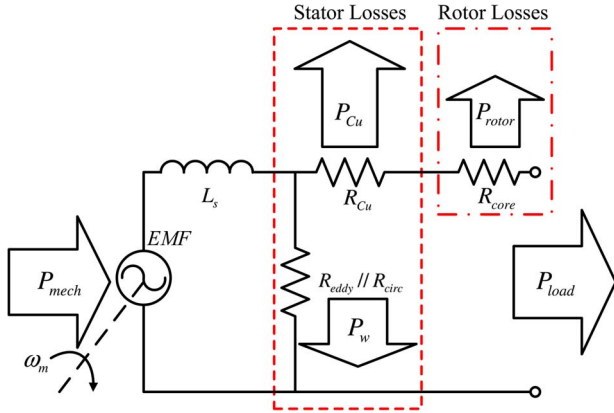 Stator Losses
Rotor Losses
P_Cu
P_rotor
L_s
R_Cu
R_core
EMF
P_mech
R_eddy // R_circ
P_load
P_w
ω_m